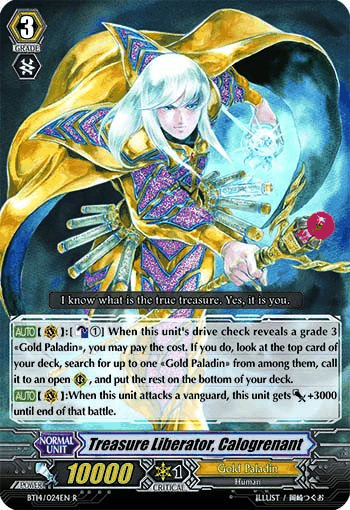 3
GRADE
I know what is the true treasure. Yes, it is you.
AUTO[ ]:[ ①] When this unit's drive check reveals a grade 3
«Gold Paladin», you may pay the cost. If you do, look at the top card of
your deck, search for up to one «Gold Paladin» from among them, call
it to an open , and put the rest on the bottom of your deck.
AUTO[ ]:When this unit attacks a vanguard, this unit gets +3000
until end of that battle.
NORMAL
UNIT
Treasure Liberator, Calogrenant
POWER
10000
1
CRITICAL
Gold Paladin
Human
BT14/024EN R
ILLUST / 岡崎つぐお